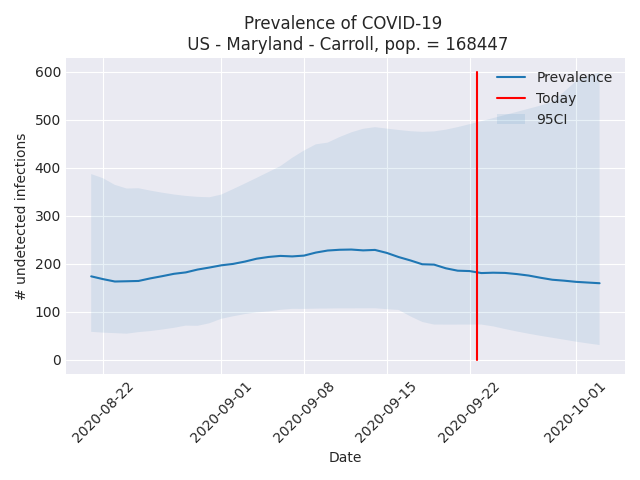 Prevalence of COVID-19
US - Maryland - Carroll, pop. = 168447
600
500
400
300
200
100
0
# undetected infections
Prevalence
Today
95CI
2020-08-22
2020-09-01
2020-09-08
2020-09-15
2020-09-22
2020-10-01
Date